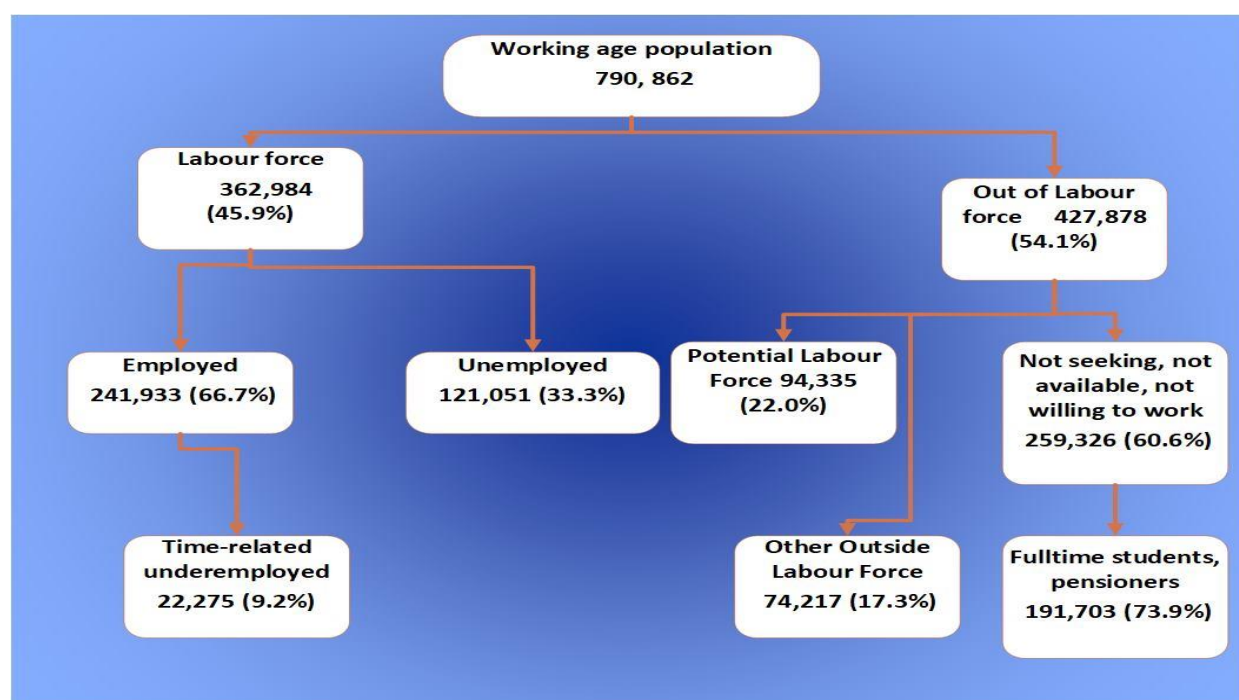 Working age population
790, 862
Labour force
362,984
(45.9%)
Out of Labour
force 427,878
(54.1%)
Employed
241,933 (66.7%)
Unemployed
121,051 (33.3%)
Potential Labour
Force 94,335
(22.0%)
Not seeking, not
available, not
willing to work
259,326 (60.6%)
Time-related
underemployed
22,275 (9.2%)
Other Outside
Labour Force
74,217 (17.3%)
Fulltime students,
pensioners
191,703 (73.9%)